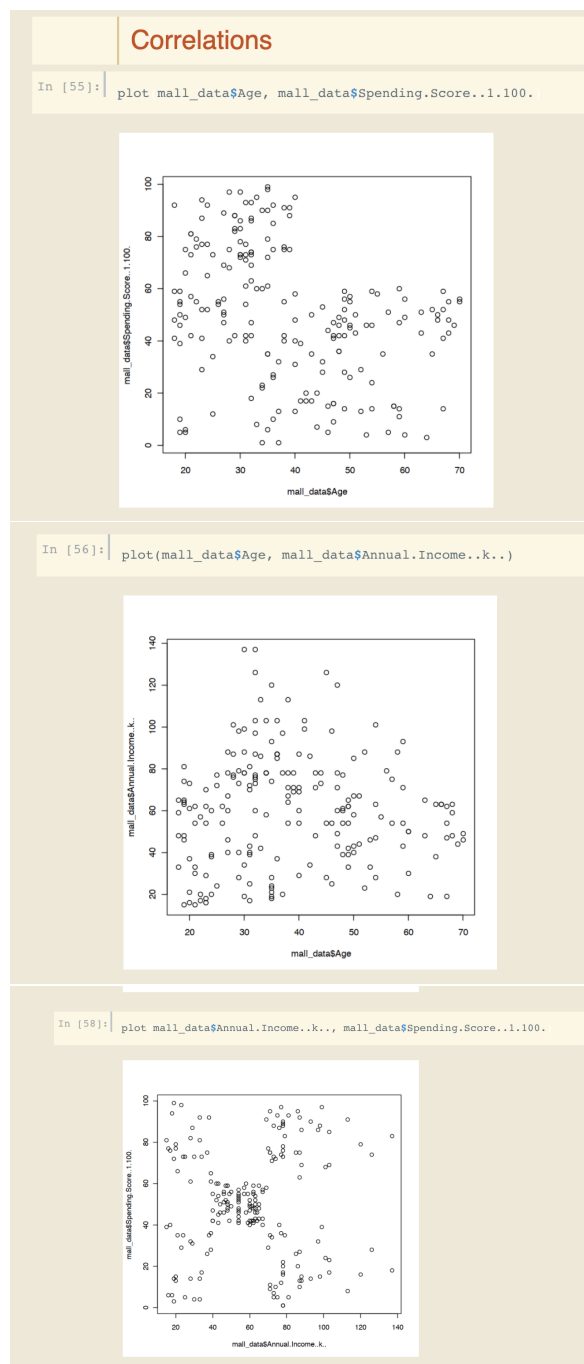 Correlations
In [55]:
plot mall_data$Age, mall_data$Spending.Score..1.100.
100
80
60
40
20
0
mall_data$Spending.Score..1.100.
20 30 40 50 60 70
mall_data$Age
In [56]:
plot(mall_data$Age, mall_data$Annual.Income..k..)
140
120
100
80
60
40
20
mall_data$Annual.Income..k..
20 30 40 50 60 70
mall_data$Age
In [58]:
plot mall_data$Annual.Income..k.., mall_data$Spending.Score..1.100.
100
80
60
40
20
0
mall_data$Spending.Score..1.100.
20 40 60 80 100 120 140
mall_data$Annual.Income..k..